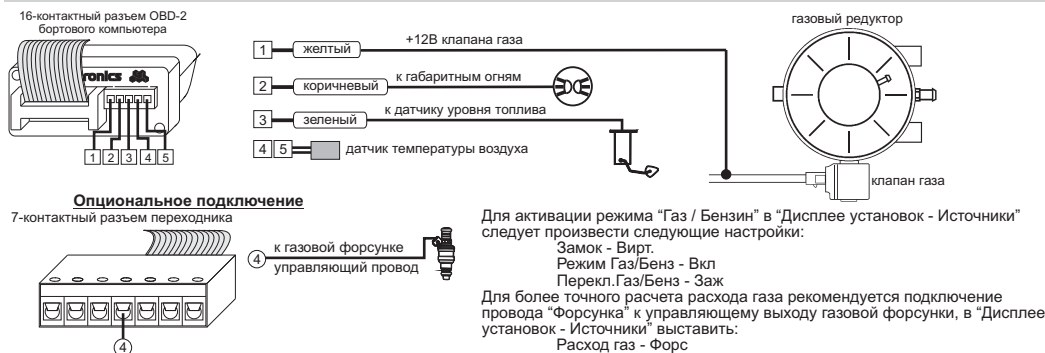 16-контактный разъем OBD-2
бортового компьютера
ronics
1 2 3 4 5
1 желтый +12В клапана газа
2 коричневый к габаритным огням
3 зеленый к датчику уровня топлива
4 5 датчик температуры воздуха
газовый редуктор
клапан газа
Опциональное подключение
7-контактный разъем переходника
4
4 к газовой форсунке
управляющий провод
Для активации режима “Газ / Бензин” в “Дисплее установок - Источники”
следует произвести следующие настройки:
Замок - Вирт.
Режим Газ/Бенз - Вкл
Перекл.Газ/Бенз - Заж
Для более точного расчета расхода газа рекомендуется подключение
провода “Форсунка” к управляющему выходу газовой форсунки, в “Дисплее
установок - Источники” выставить:
Расход газ - Форс